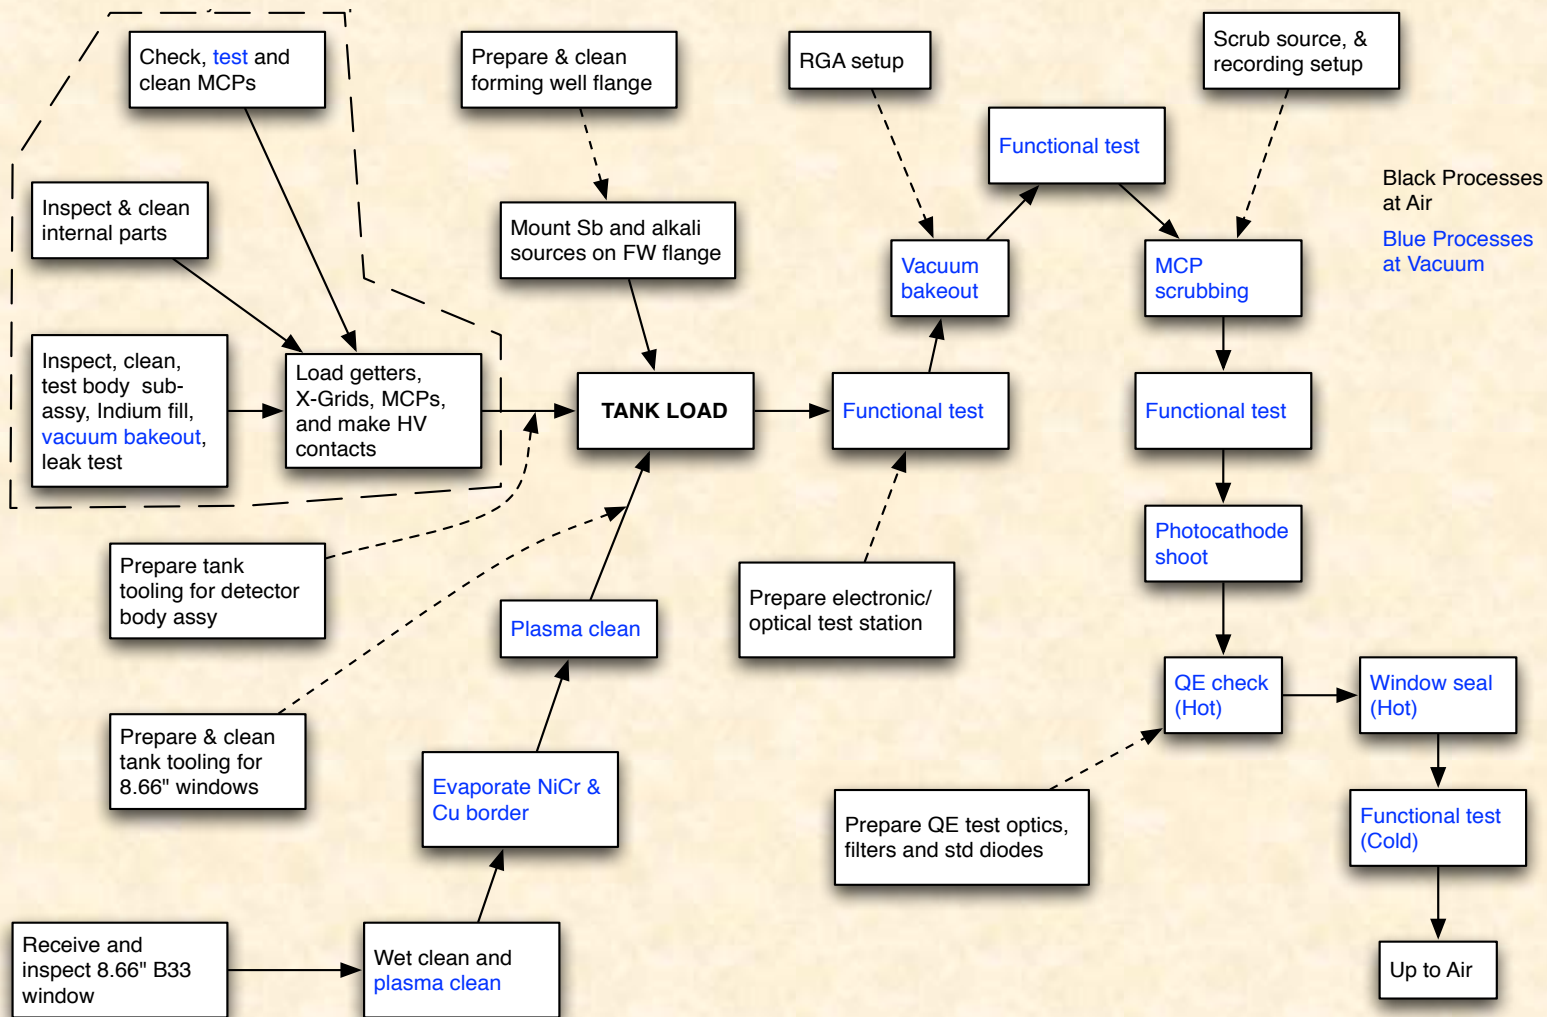 Check, test and
clean MCPs
Prepare & clean
forming well flange
RGA setup
Scrub source, &
recording setup
Functional test
Black Processes
at Air
Blue Processes
at Vacuum
Inspect & clean
internal parts
Mount Sb and alkali
sources on FW flange
Vacuum
bakeout
MCP
scrubbing
Inspect, clean,
test body sub-
assy, Indium fill,
vacuum bakeout,
leak test
Load getters,
X-Grids, MCPs,
and make HV
contacts
TANK LOAD
Functional test
Functional test
Photocathode
shoot
Prepare tank
tooling for detector
body assy
Plasma clean
Prepare electronic/
optical test station
QE check
(Hot)
Window seal
(Hot)
Prepare & clean
tank tooling for
8.66" windows
Evaporate NiCr &
Cu border
Prepare QE test optics,
filters and std diodes
Functional test
(Cold)
Receive and
inspect 8.66" B33
window
Wet clean and
plasma clean
Up to Air